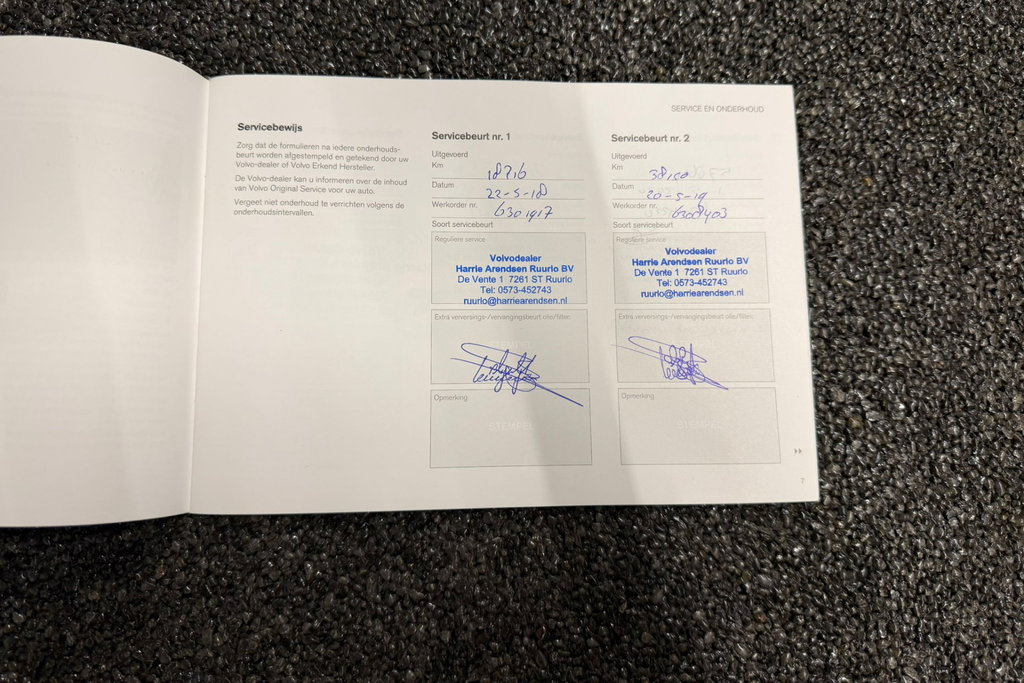 SERVICE EN ONDERHOUD
Servicebewijs
Zorg dat de formulieren na iedere onderhouds-
beurt worden afgestempeld en getekend door uw
Volvo-dealer of Volvo Erkend Hersteller.
De Volvo-dealer kan u informeren over de inhoud
van Volvo Original Service voor uw auto.
Vergeet niet onderhoud te verrichten volgens de
onderhoudsintervallen.
Servicebeurt nr. 1
Uitgevoerd
Km 18716
Datum 22-5-18
Werkorder nr. 6301917
Soort servicebeurt
Reguliere service
Volvodealer
Harrie Arendsen Ruurlo BV
De Vente 1 7261 ST Ruurlo
Tel: 0573-452743
ruurlo@harriearendsen.nl
Extra verversings-/vervangingsbeurt olie/filter.
STEMPEL
Opmerking
STEMPEL
Servicebeurt nr. 2
Uitgevoerd
Km
Datum 20-5-19
Werkorder nr.
Soort servicebeurt
Reguliere service
Volvodealer
Harrie Arendsen Ruurlo BV
De Vente 1 7261 ST Ruurlo
Tel: 0573-452743
ruurlo@harriearendsen.nl
Extra verversings-/vervangingsbeurt olie/filter.
Opmerking
STEMPEL
7